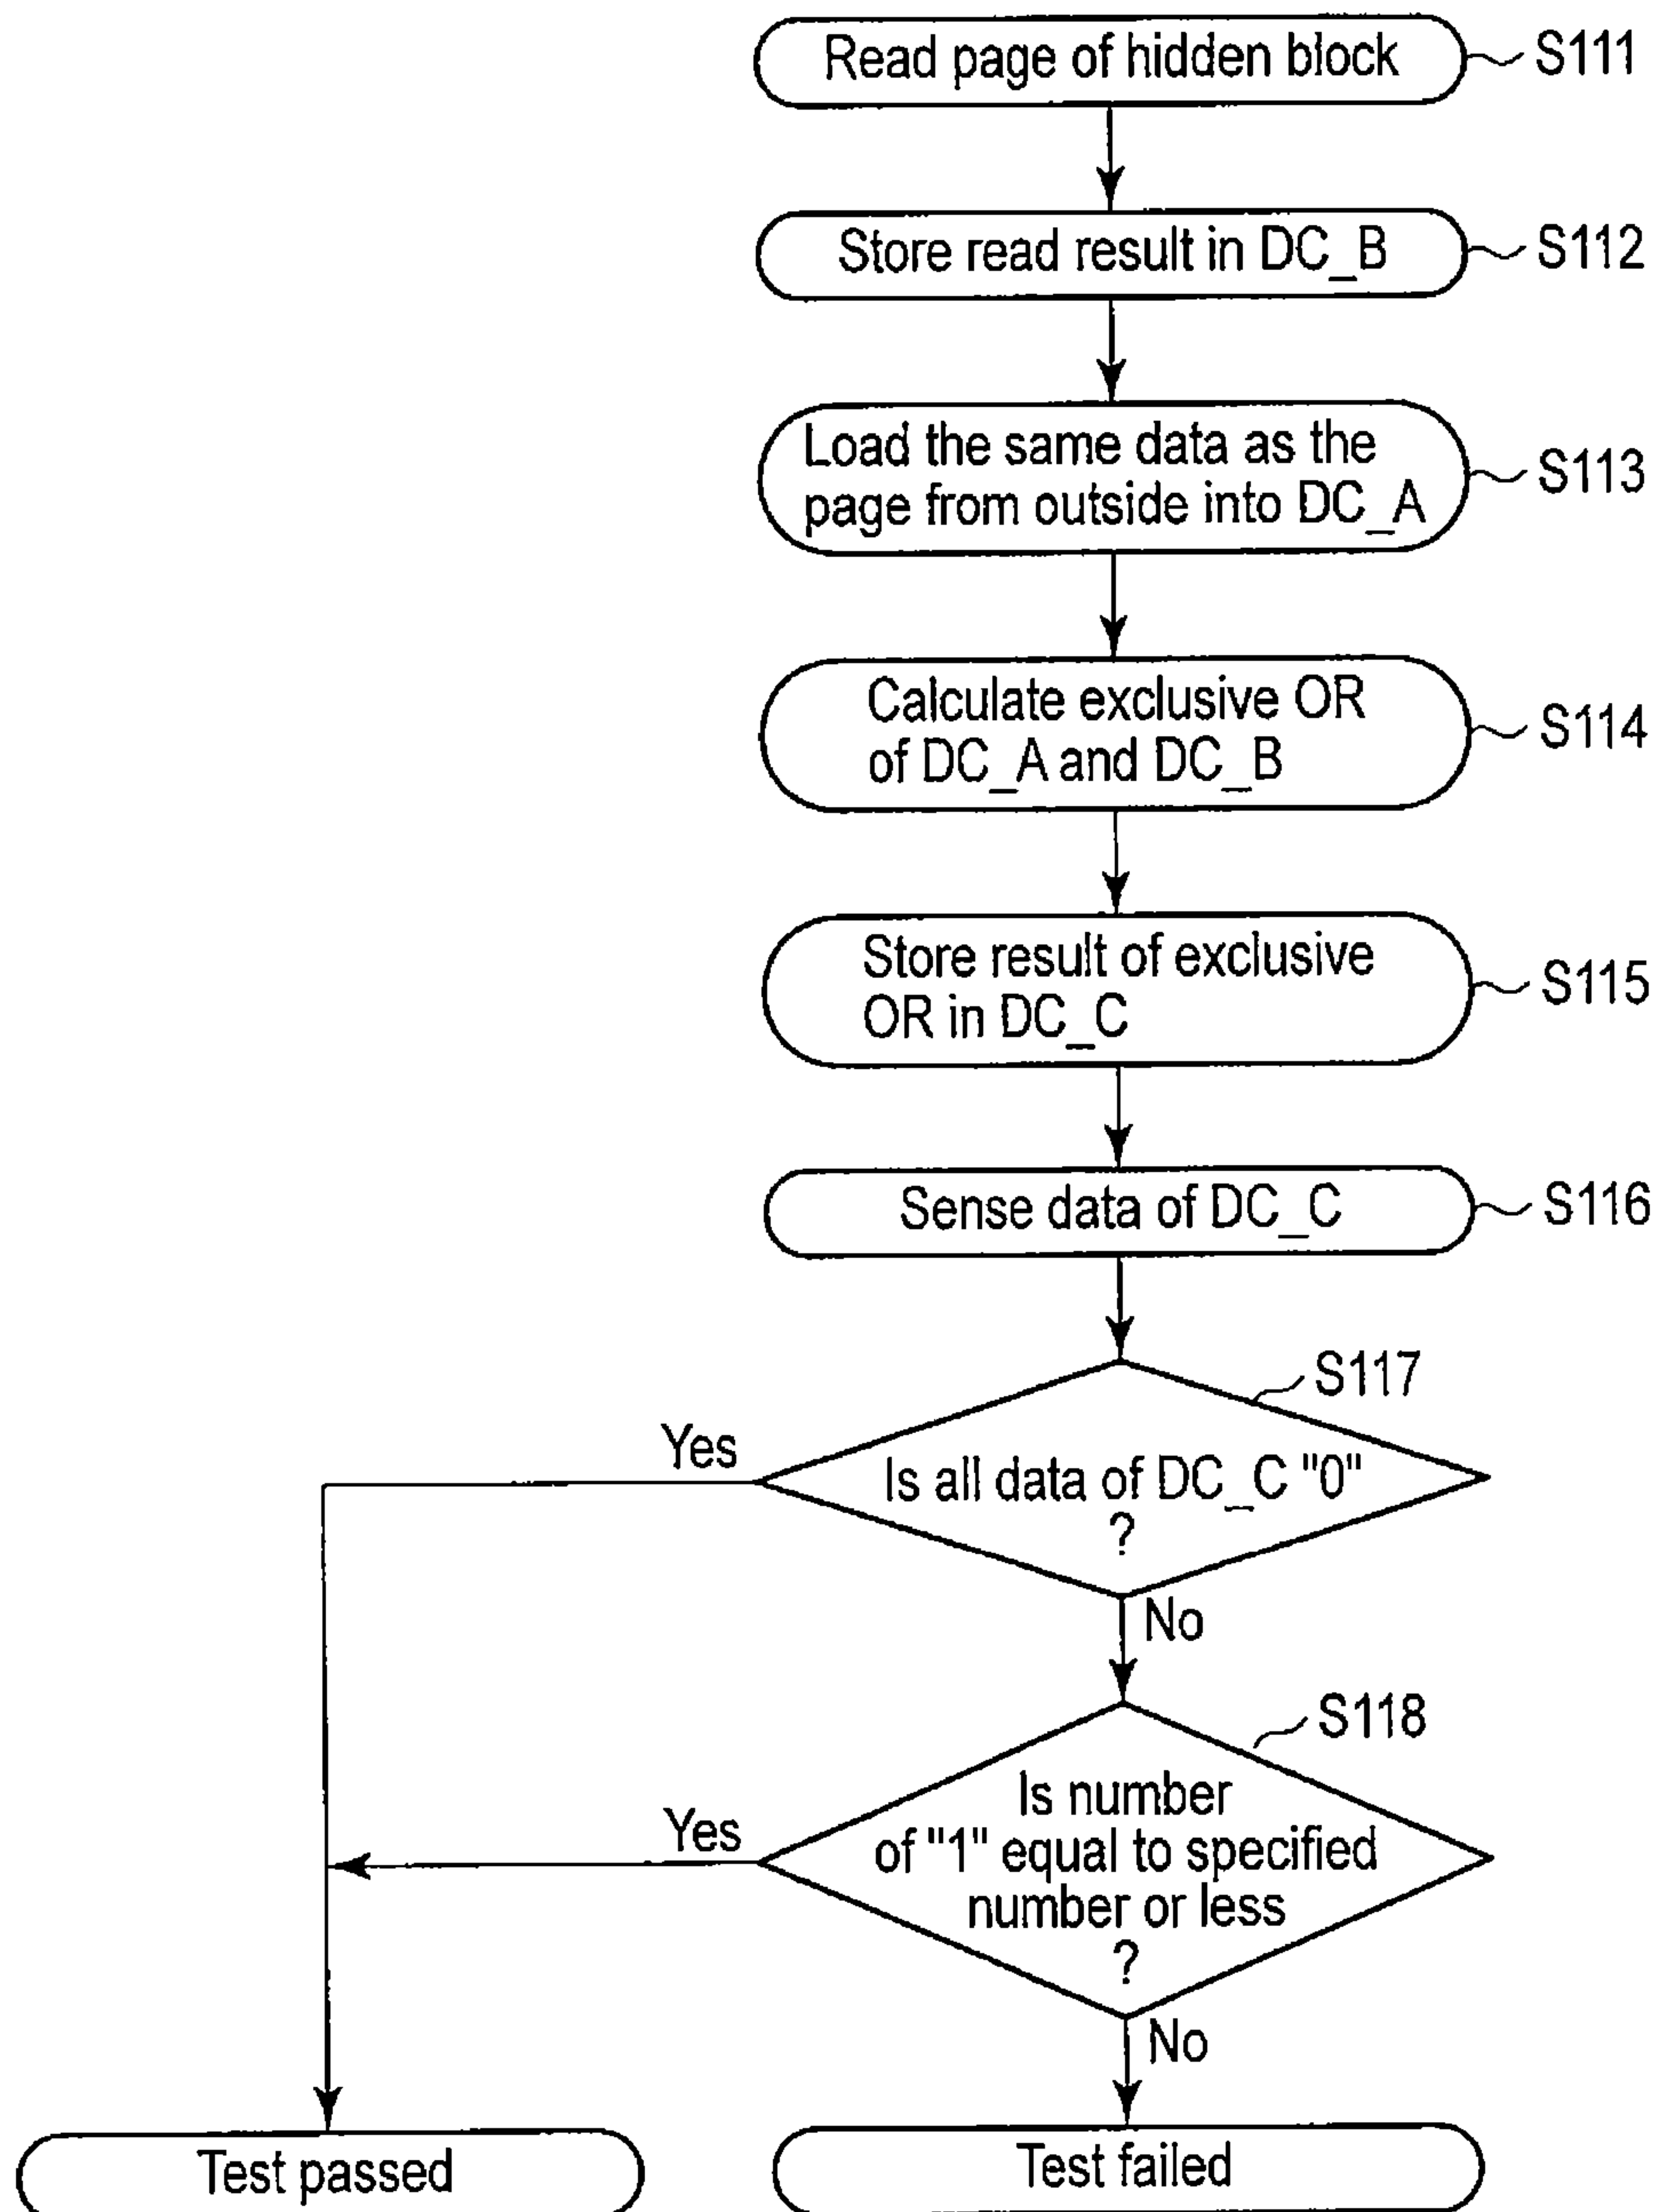 Read page of hidden block
S111
Store read result in DC_B
S112
Load the same data as the
page from outside into DC_A
S113
Calculate exclusive OR
of DC_A and DC_B
S114
Store result of exclusive
OR in DC_C
S115
Sense data of DC_C
S116
S117
Yes
Is all data of DC_C "0"
?
No
S118
Is number
of "1" equal to specified
number or less
?
Yes
No
Test passed
Test failed